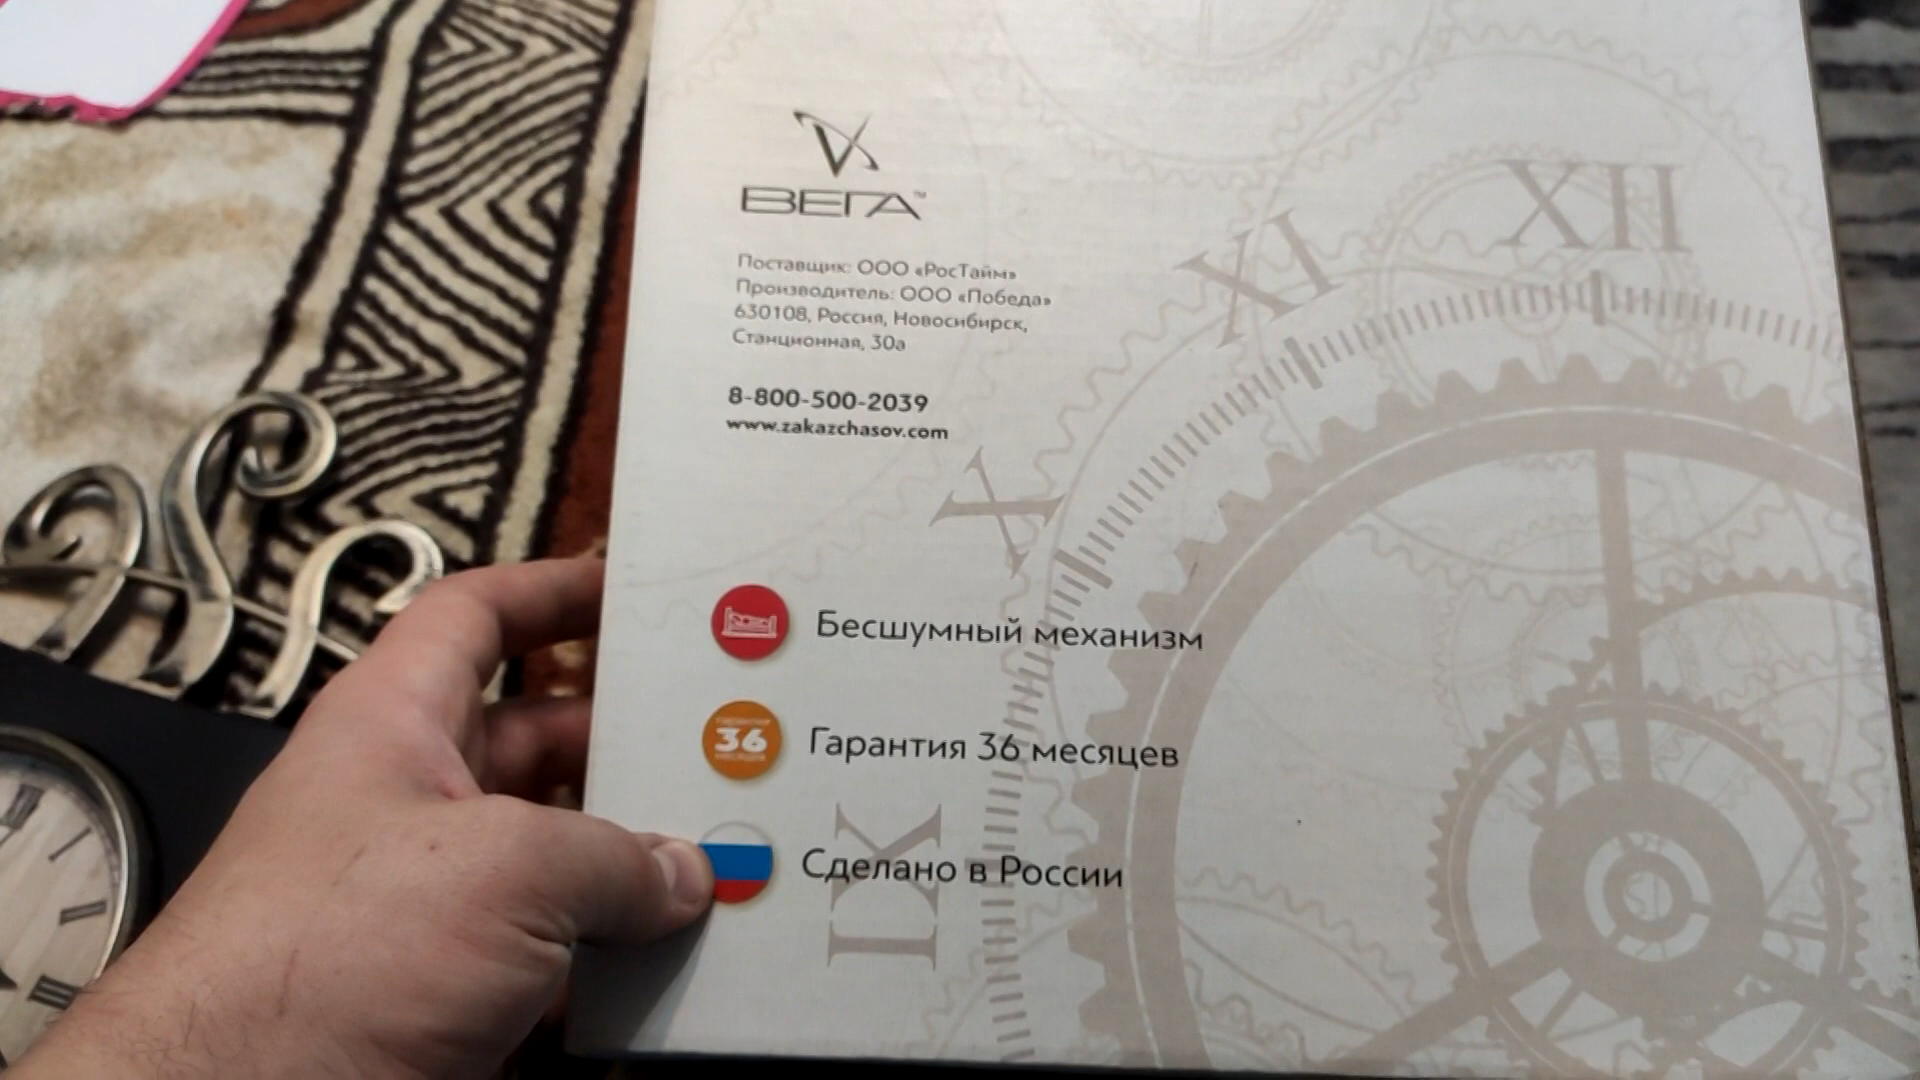 ВЕГА™
Поставщик: ООО «РосТайм»
Производитель: ООО «Победа»
630108, Россия, Новосибирск,
Станционная, 30а
8-800-500-2039
www.zakazchasov.com
XII
XI
X
IX
Бесшумный механизм
36
Гарантия 36 месяцев
Сделано в России